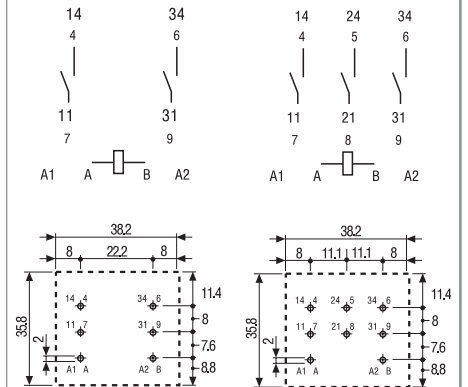 14 34 14 24 34
4 6 4 5 6
11 31 11 21 31
7 9 7 8 9
A1 A B A2 A1 A B A2
38.2 38.2
8 22.2 8 8 11.1 11.1 8
35.8 11.4 35.8 11.4
14 4 34 6 14 4 24 5 34 6
8 8
11 7 31 9 11 7 21 8 31 9
2 7.6 2 7.6
A1 A A2 B A1 A A2 B
8.8 8.8